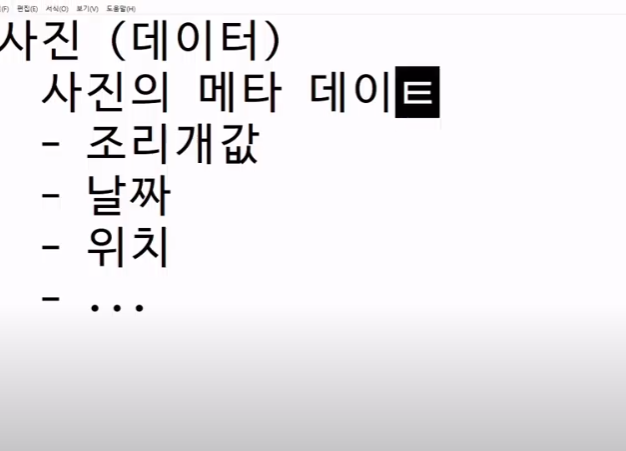 (F) 편집(E) 서식(O) 보기(V) 도움말(H)
사진 (데이터)
사진의 메타 데이ㅌ
- 조리개값
- 날짜
- 위치
- ...